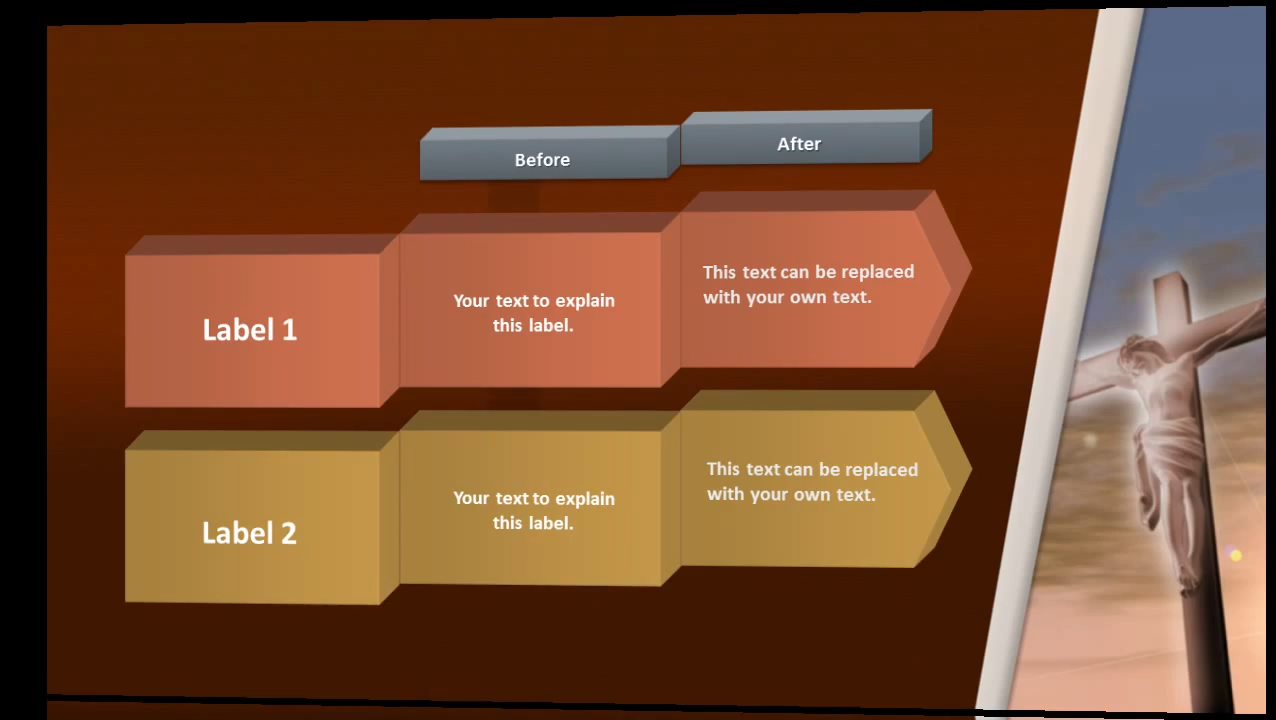 Before
After
Label 1
Your text to explain
this label.
This text can be replaced
with your own text.
Label 2
Your text to explain
this label.
This text can be replaced
with your own text.